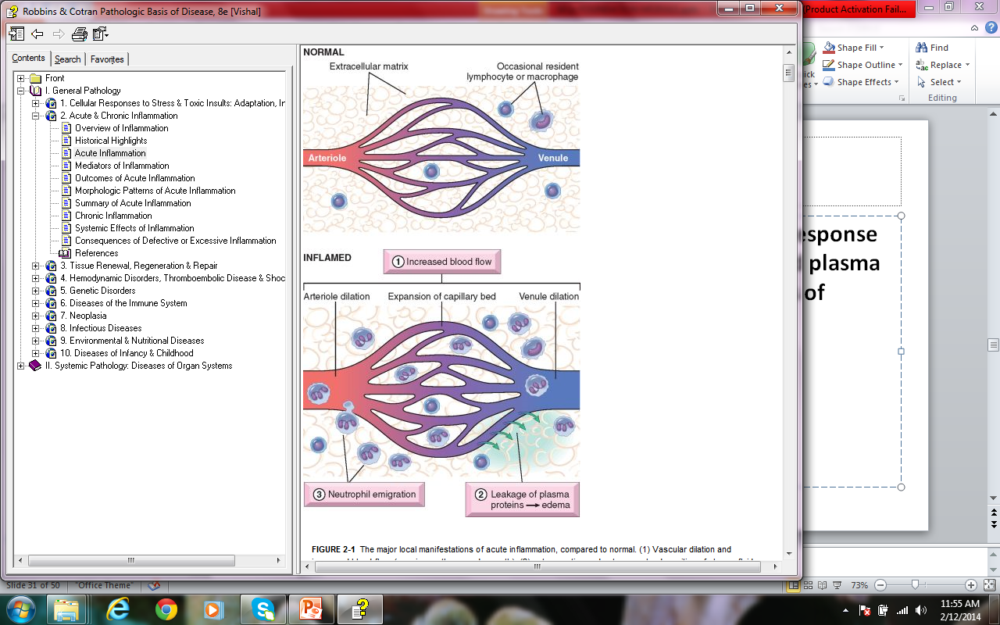 Robbins & Cotran Pathologic Basis of Disease, 8e [Vishal]
Product Activation Fail...
Contents
Search
Favorites
Front
I. General Pathology
1. Cellular Responses to Stress & Toxic Insults: Adaptation, Ir
2. Acute & Chronic Inflammation
Overview of Inflammation
Historical Highlights
Acute Inflammation
Mediators of Inflammation
Outcomes of Acute Inflammation
Morphologic Patterns of Acute Inflammation
Summary of Acute Inflammation
Chronic Inflammation
Systemic Effects of Inflammation
Consequences of Defective or Excessive Inflammation
References
3. Tissue Renewal, Regeneration & Repair
4. Hemodynamic Disorders, Thromboembolic Disease & Shoc
5. Genetic Disorders
6. Diseases of the Immune System
7. Neoplasia
8. Infectious Diseases
9. Environmental & Nutritional Diseases
10. Diseases of Infancy & Childhood
II. Systemic Pathology: Diseases of Organ Systems
NORMAL
Extracellular matrix
Occasional resident
lymphocyte or macrophage
Arteriole
Venule
INFLAMED
1 Increased blood flow
Arteriole dilation
Expansion of capillary bed
Venule dilation
3 Neutrophil emigration
2 Leakage of plasma
proteins → edema
FIGURE 2-1 The major local manifestations of acute inflammation, compared to normal. (1) Vascular dilation and
Shape Fill
Shape Outline
Shape Effects
Find
Replace
Select
Editing
esponse
plasma
of
Slide 31 of 50
"Office Theme"
73%
11:55 AM
2/12/2014